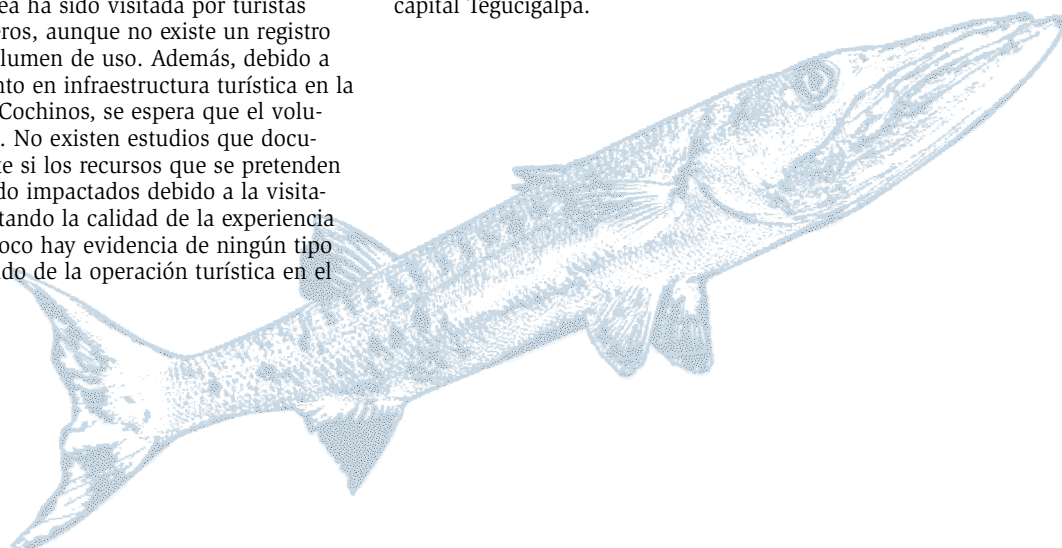 ea ha sido visitada por turistas
eros, aunque no existe un registro
lumen de uso. Además, debido a
nto en infraestructura turística en la
Cochinos, se espera que el volu-
. No existen estudios que docu-
te si los recursos que se pretenden
do impactados debido a la visita-
tando la calidad de la experiencia
oco hay evidencia de ningún tipo
do de la operación turística en el
capital Tegucigalpa.